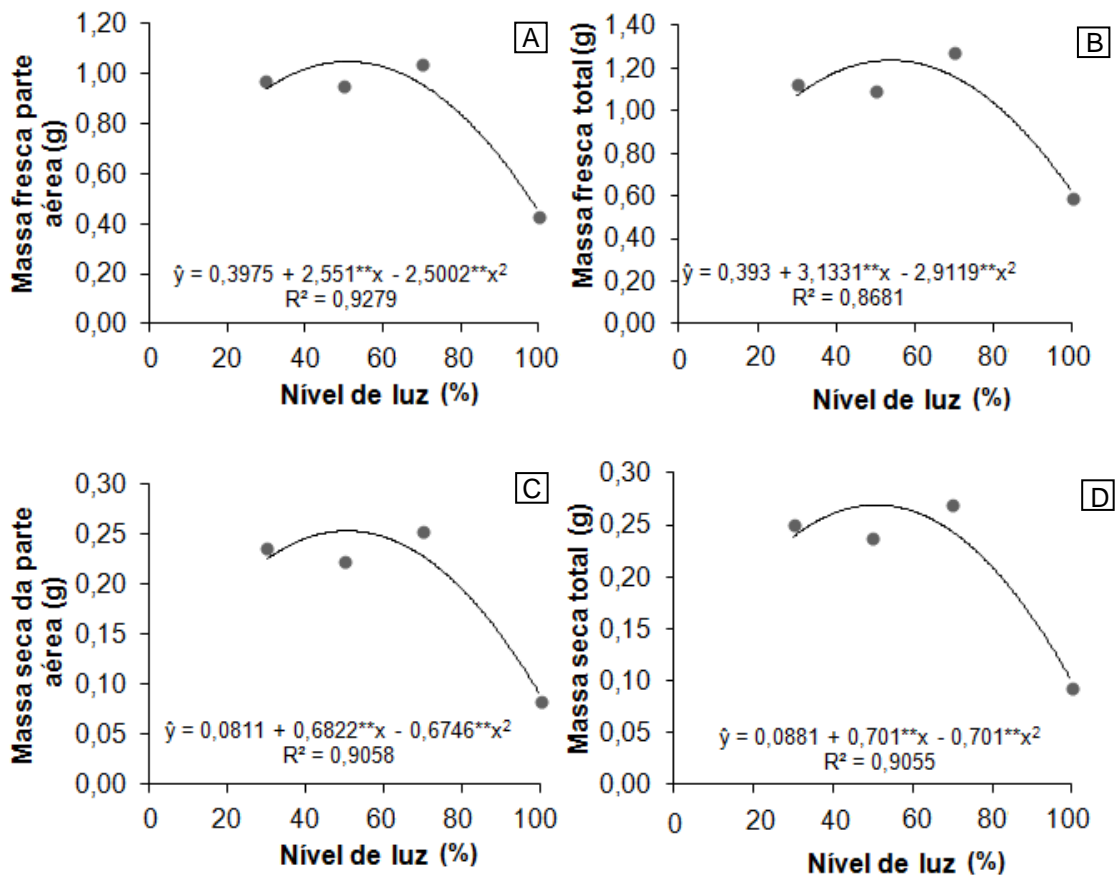 A
Massa fresca parte
aérea (g)
1,20
1,00
0,80
0,60
0,40
0,20
0,00
ŷ = 0,3975 + 2,551**x - 2,5002**x²
R² = 0,9279
0 20 40 60 80 100
Nível de luz (%)
B
Massa fresca total (g)
1,40
1,20
1,00
0,80
0,60
0,40
0,20
0,00
ŷ = 0,393 + 3,1331**x - 2,9119**x²
R² = 0,8681
0 20 40 60 80 100
Nível de luz (%)
C
Massa seca da parte
aérea (g)
0,30
0,25
0,20
0,15
0,10
0,05
0,00
ŷ = 0,0811 + 0,6822**x - 0,6746**x²
R² = 0,9058
0 20 40 60 80 100
Nível de luz (%)
D
Massa seca total (g)
0,30
0,25
0,20
0,15
0,10
0,05
0,00
ŷ = 0,0881 + 0,701**x - 0,701**x²
R² = 0,9055
0 20 40 60 80 100
Nível de luz (%)